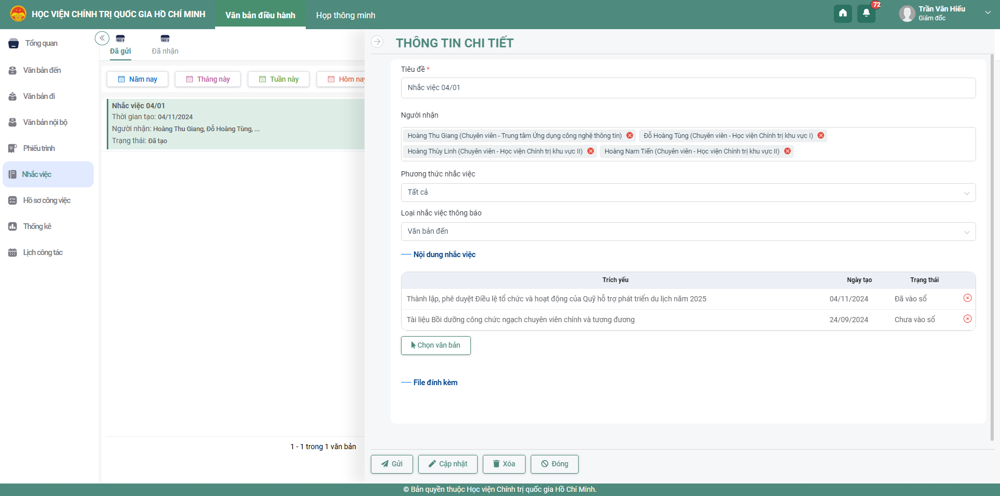 HỌC VIỆN CHÍNH TRỊ QUỐC GIA HỒ CHÍ MINH
Văn bản điều hành
Họp thông minh
72
Trần Văn Hiếu
Giám đốc
Tổng quan
Văn bản đến
Văn bản đi
Văn bản nội bộ
Phiếu trình
Nhắc việc
Hồ sơ công việc
Thống kê
Lịch công tác
Đã gửi
Đã nhận
Năm nay
Tháng này
Tuần này
Hôm nay
Nhắc việc 04/01
Thời gian tạo: 04/11/2024
Người nhận: Hoàng Thu Giang, Đỗ Hoàng Tùng, ...
Trạng thái: Đã tạo
1 - 1 trong 1 văn bản
THÔNG TIN CHI TIẾT
Tiêu đề *
Nhắc việc 04/01
Người nhận
Hoàng Thu Giang (Chuyên viên - Trung tâm Ứng dụng công nghệ thông tin)
Đỗ Hoàng Tùng (Chuyên viên - Học viện Chính trị khu vực I)
Hoàng Thùy Linh (Chuyên viên - Học viện Chính trị khu vực II)
Hoàng Nam Tiến (Chuyên viên - Học viện Chính trị khu vực II)
Phương thức nhắc việc
Tất cả
Loại nhắc việc thông báo
Văn bản đến
Nội dung nhắc việc
Trích yếu Ngày tạo Trạng thái
Thành lập, phê duyệt Điều lệ tổ chức và hoạt động của Quỹ hỗ trợ phát triển du lịch năm 2025 04/11/2024 Đã vào sổ
Tài liệu Bồi dưỡng công chức ngạch chuyên viên chính và tương đương 24/09/2024 Chưa vào sổ
Chọn văn bản
File đính kèm
Gửi
Cập nhật
Xóa
Đóng
© Bản quyền thuộc Học viện Chính trị quốc gia Hồ Chí Minh.